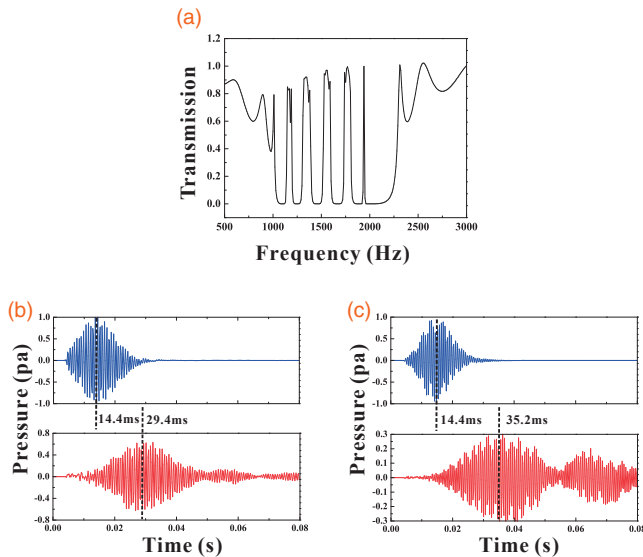 (a)
Transmission
1.2
1.0
0.8
0.6
0.4
0.2
0.0
500 1000 1500 2000 2500 3000
Frequency (Hz)
(b)
Pressure (pa)
1.0
0.5
0.0
-0.5
-1.0
14.4ms 29.4ms
0.8
0.4
0.0
-0.4
-0.8
0.00 0.02 0.04 0.06 0.08
Time (s)
(c)
Pressure (pa)
1.0
0.5
0.0
-0.5
-1.0
14.4ms 35.2ms
0.3
0.2
0.1
0.0
-0.1
-0.2
-0.3
0.00 0.02 0.04 0.06 0.08
Time (s)